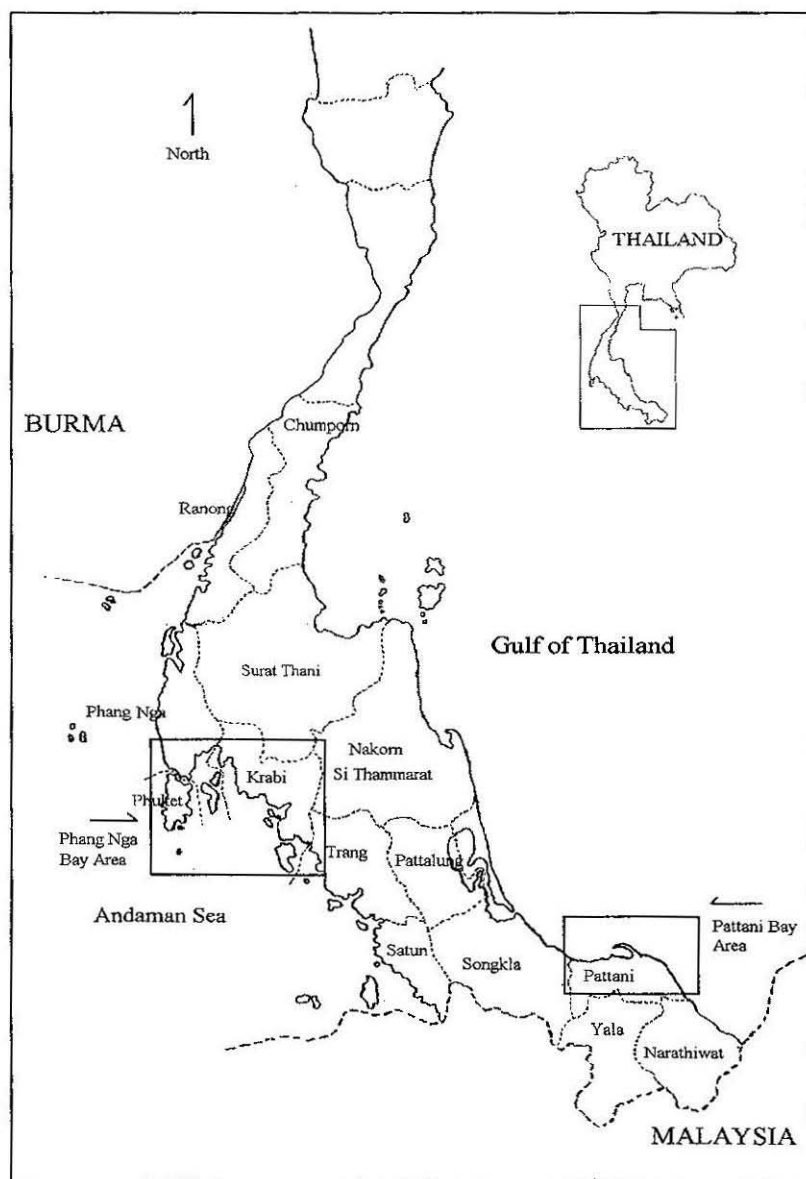 North
THAILAND
BURMA
Chumporn
Ranong
Gulf of Thailand
Surat Thani
Phang Nga
Nakorn
Si Thammarat
Krabi
Phuket
Phang Nga
Bay Area
Trang
Pattalung
Andaman Sea
Pattani Bay
Area
Satun
Songkla
Pattani
Yala
Narathiwat
MALAYSIA